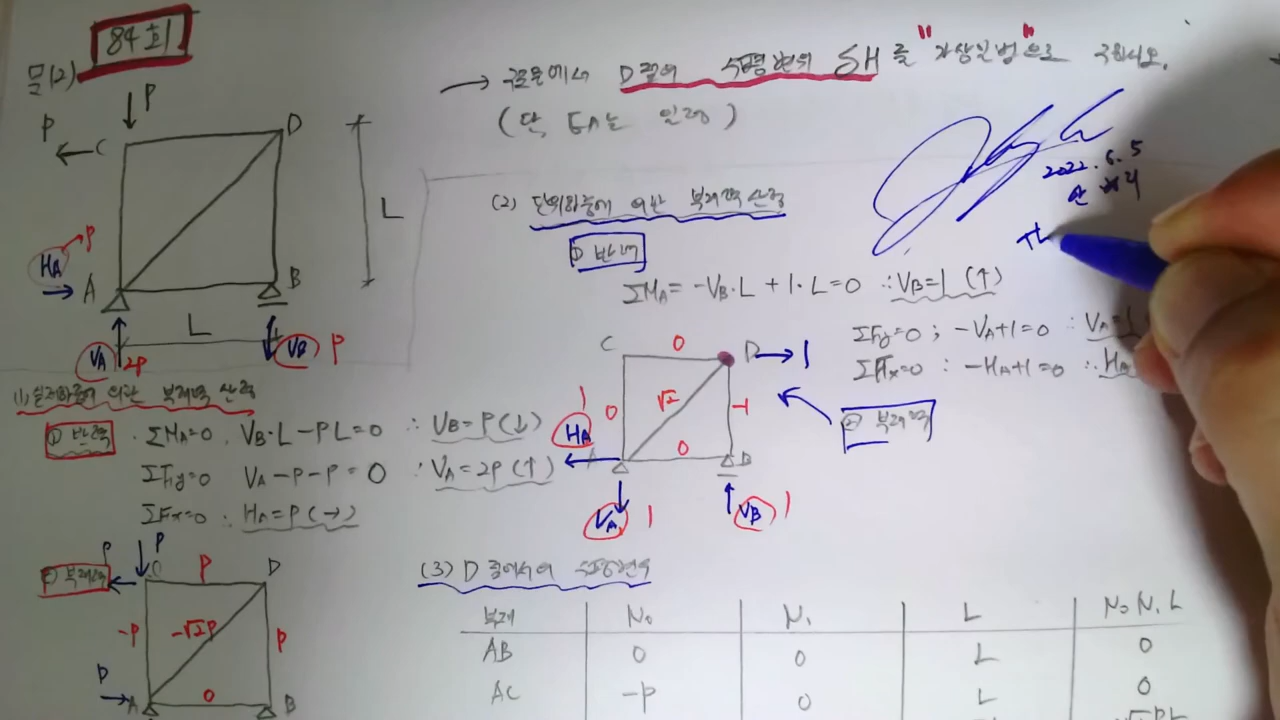 84회
문(2)
→ 구조물에서 D점의 수평변위 δH를 "가상일법"으로 구하시오.
(단, EA는 일정)
P
P
C
D
L
HA P
A
B
L
VA 2P
VB P
2022. 6. 5
(1) 실제하중에 의한 부재력 산정
① 반력 · ΣMA=0, VB·L-PL=0 ∴ VB=P(↓)
ΣFy=0 VA-P-P=0 ∴ VA=2P(↑)
ΣFx=0 ∴ HA=P(→)
② 부재력
P
P
C
P
D
-P
-√2P
P
P
A
0
B
(2) 단위하중에 의한 부재력 산정
① 반력
ΣMA= -VB·L + 1·L=0 ∴ VB=1 (↑)
ΣFy=0 ; -VA+1=0 ∴ VA=1
ΣFx=0 : -HA+1=0 ∴ HA
② 부재력
C
0
D → 1
0
√2
-1
1
HA
A
0
B
VA 1
VB 1
(3) D점에서의 수평변위
부재 N₀ N₁ L N₀N₁L
AB 0 0 L 0
AC -P 0 L 0